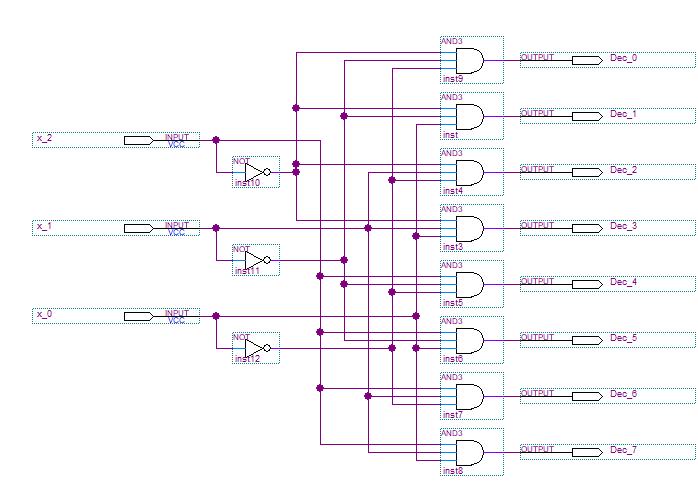 AND3
OUTPUT Dec_0
inst9
AND3
OUTPUT Dec_1
inst
x_2 INPUT
VCC
AND3
NOT
OUTPUT Dec_2
inst10
inst4
AND3
x_1 INPUT
VCC
OUTPUT Dec_3
NOT
inst3
AND3
inst11
OUTPUT Dec_4
inst5
x_0 INPUT
VCC
AND3
NOT
OUTPUT Dec_5
inst12
inst6
AND3
OUTPUT Dec_6
inst7
AND3
OUTPUT Dec_7
inst8